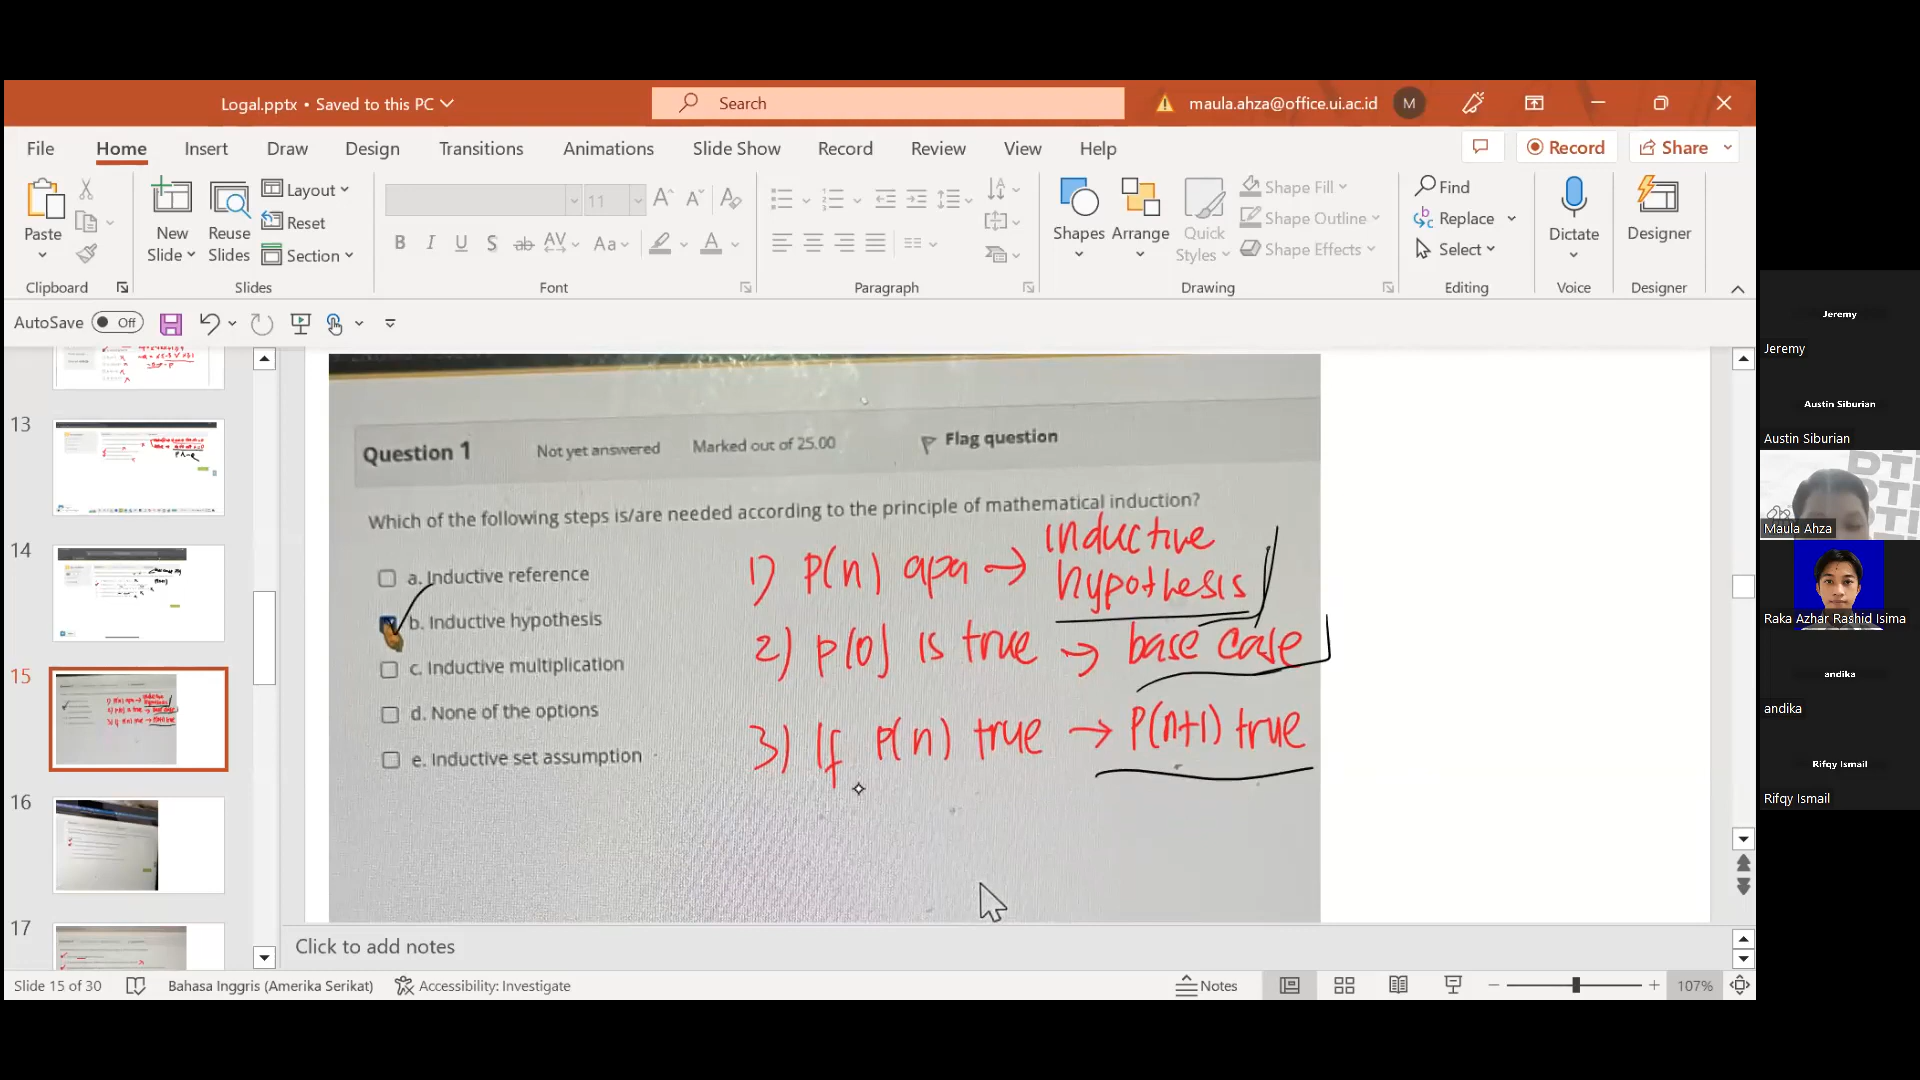 Logal.pptx • Saved to this PC
Search
maula.ahza@office.ui.ac.id
M
File Home Insert Draw Design Transitions Animations Slide Show Record Review View Help
Record
Share
Paste
New Slide
Reuse Slides
Layout
Reset
Section
11
B I U S ab AV Aa A
Shapes
Arrange
Quick Styles
Shape Fill
Shape Outline
Shape Effects
Find
Replace
Select
Dictate
Designer
Clipboard Slides Font Paragraph Drawing Editing Voice Designer
AutoSave Off
13
14
15
16
17
Question 1 Not yet answered Marked out of 25.00 Flag question
Which of the following steps is/are needed according to the principle of mathematical induction?
a. Inductive reference
b. Inductive hypothesis
c. Inductive multiplication
d. None of the options
e. Inductive set assumption
1) P(n) apa → inductive
hypothesis
2) P(0) is true → base case
3) If P(n) true → P(n+1) true
Click to add notes
Slide 15 of 30
Bahasa Inggris (Amerika Serikat)
Accessibility: Investigate
Notes
107%
Jeremy
Jeremy
Austin Siburian
Austin Siburian
Maula Ahza
Raka Azhar Rashid Isima
andika
andika
Rifqy Ismail
Rifqy Ismail